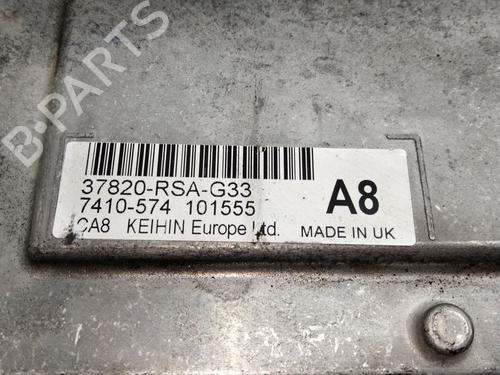 B-PARTS
37820-RSA-G33
7410-574 101555
CA8 KEIHIN Europe Ltd.
A8
MADE IN UK